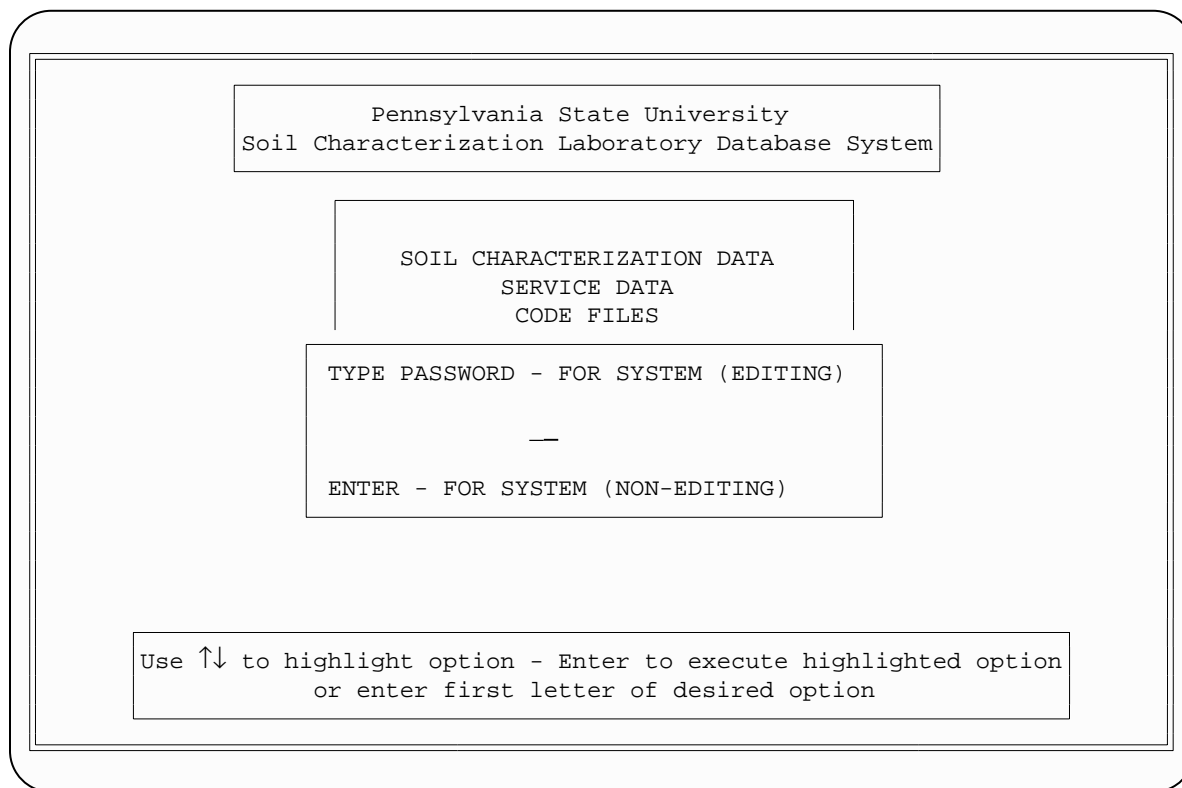 Pennsylvania State University
Soil Characterization Laboratory Database System
SOIL CHARACTERIZATION DATA
SERVICE DATA
CODE FILES
TYPE PASSWORD - FOR SYSTEM (EDITING)
__
ENTER - FOR SYSTEM (NON-EDITING)
Use ↑↓ to highlight option - Enter to execute highlighted option
or enter first letter of desired option